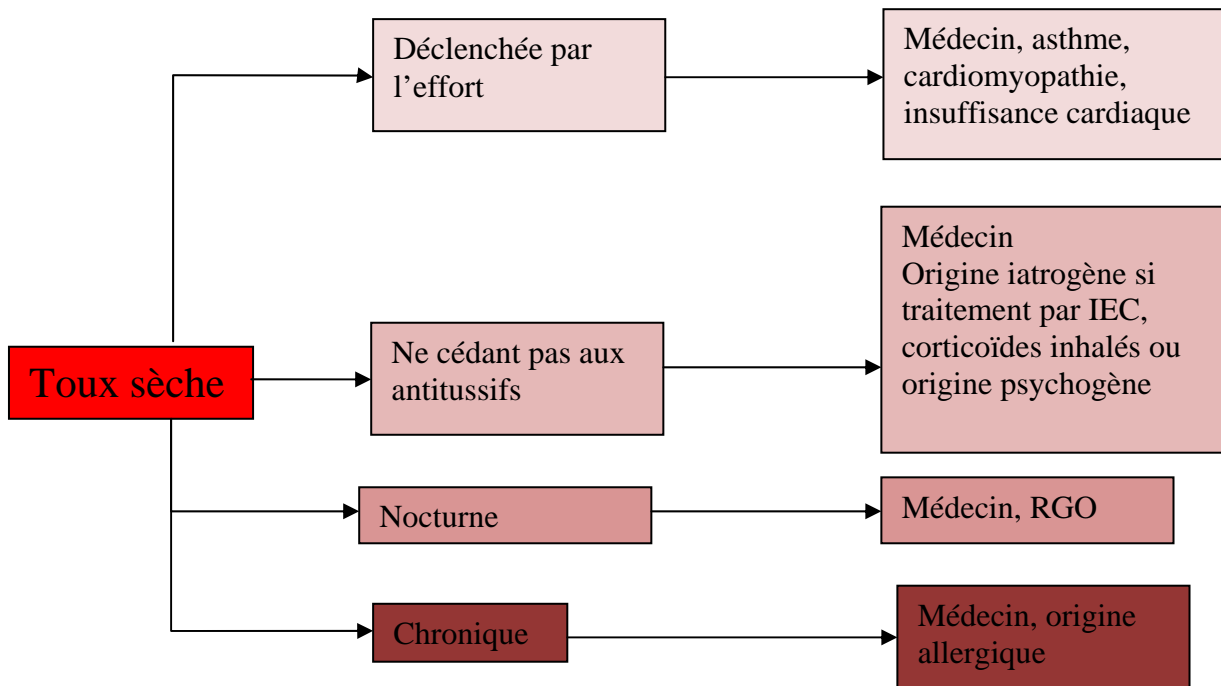 Déclenchée par
l’effort
Médecin, asthme,
cardiomyopathie,
insuffisance cardiaque
Toux sèche
Ne cédant pas aux
antitussifs
Médecin
Origine iatrogène si
traitement par IEC,
corticoïdes inhalés ou
origine psychogène
Nocturne
Médecin, RGO
Chronique
Médecin, origine
allergique